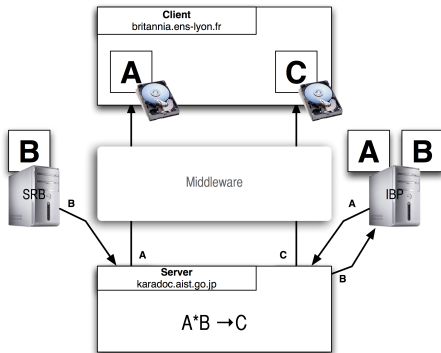 Client
britannia.ens-lyon.fr
A
C
B
A
B
SRB
Middleware
IBP
B
A
A
C
B
Server
karadoc.aist.go.jp
A*B →C